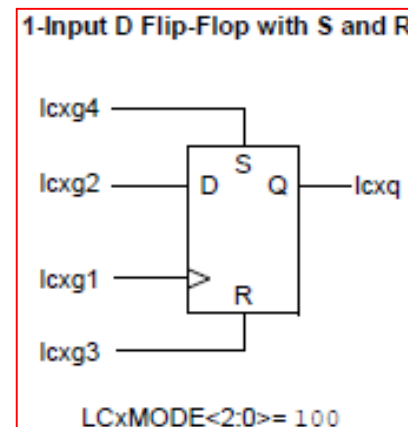 1-Input D Flip-Flop with S and R
lcxg4
S
lcxg2
D
Q
lcxq
lcxg1
R
lcxg3
LCxMODE<2:0>= 100